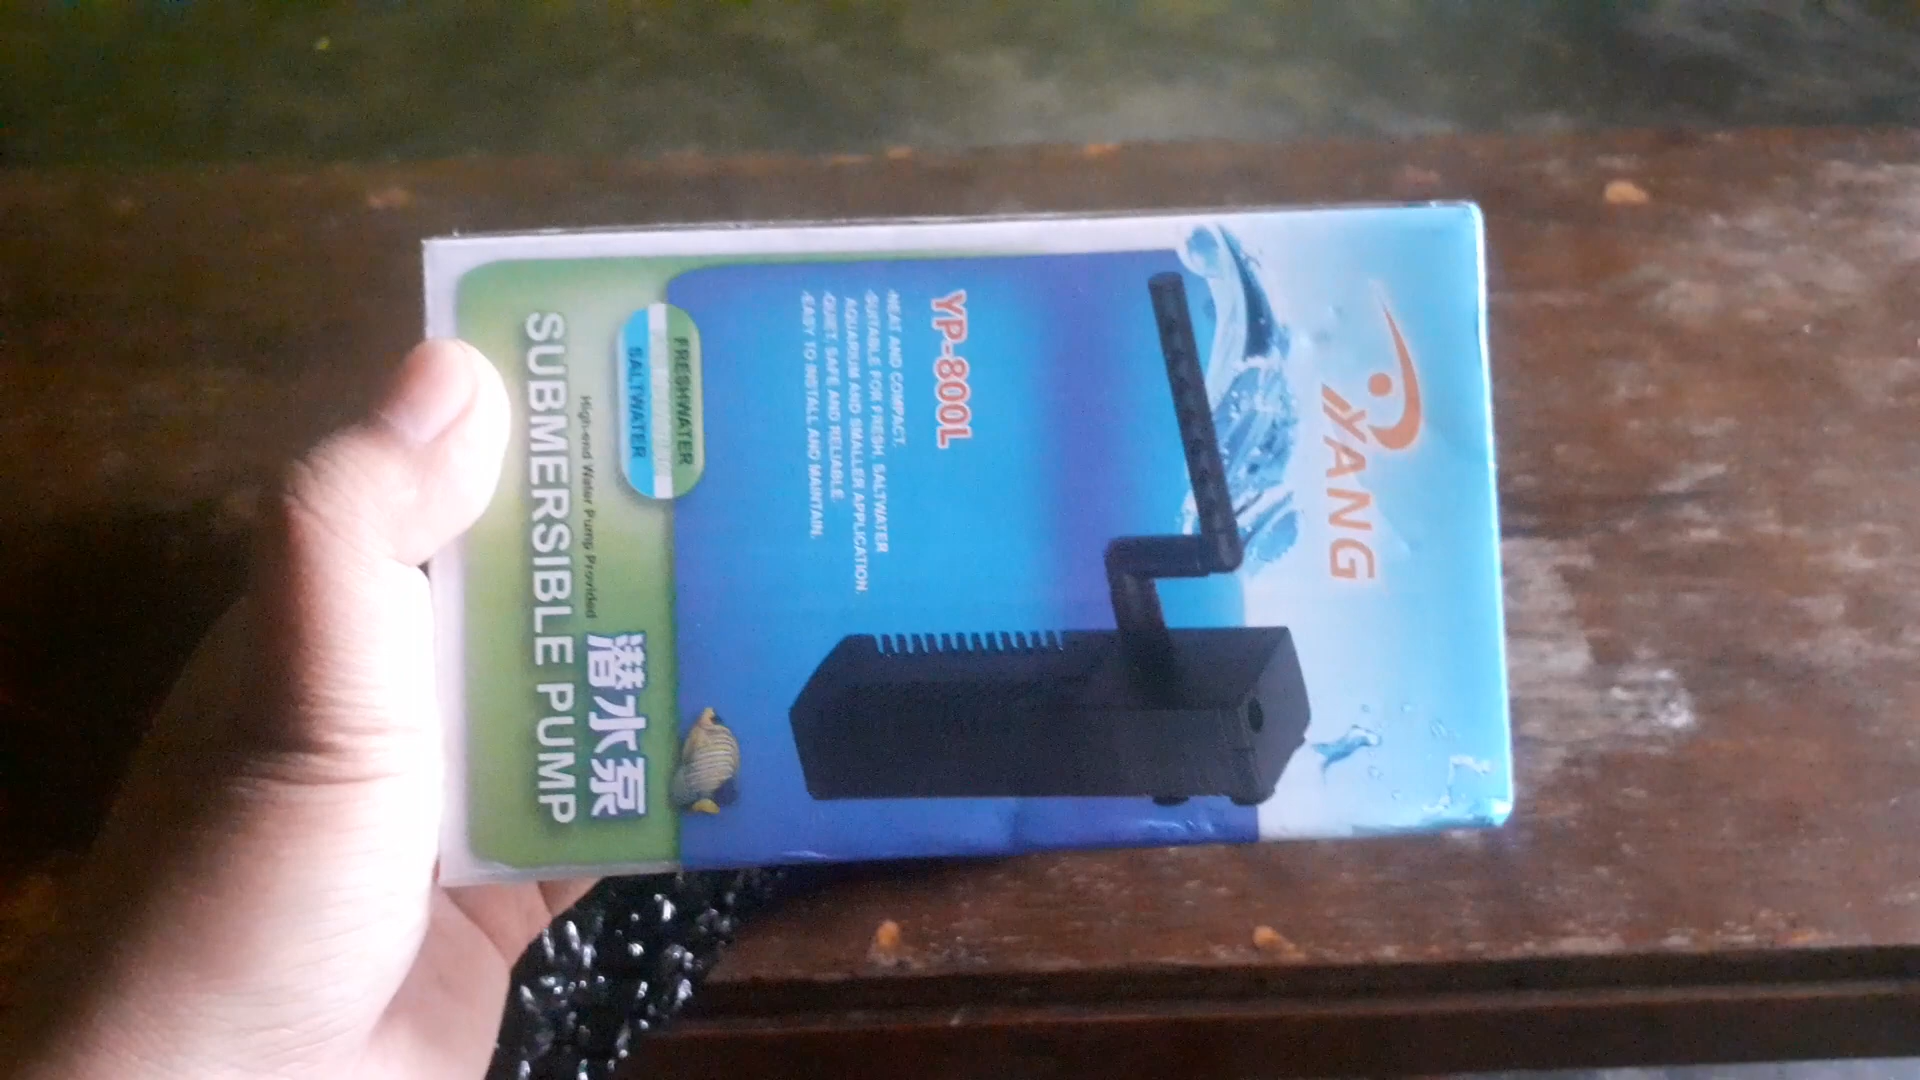 YANG
YP-800L
·NEAT AND COMPACT.
·SUITABLE FOR FRESH, SALTWATER
AQUARIUM AND SMALLER APPLICATION.
·QUIET, SAFE AND RELIABLE.
·EASY TO INSTALL AND MAINTAIN.
FRESHWATER
SALTWATER
High-end Water Pump Provided
潜水泵
SUBMERSIBLE PUMP